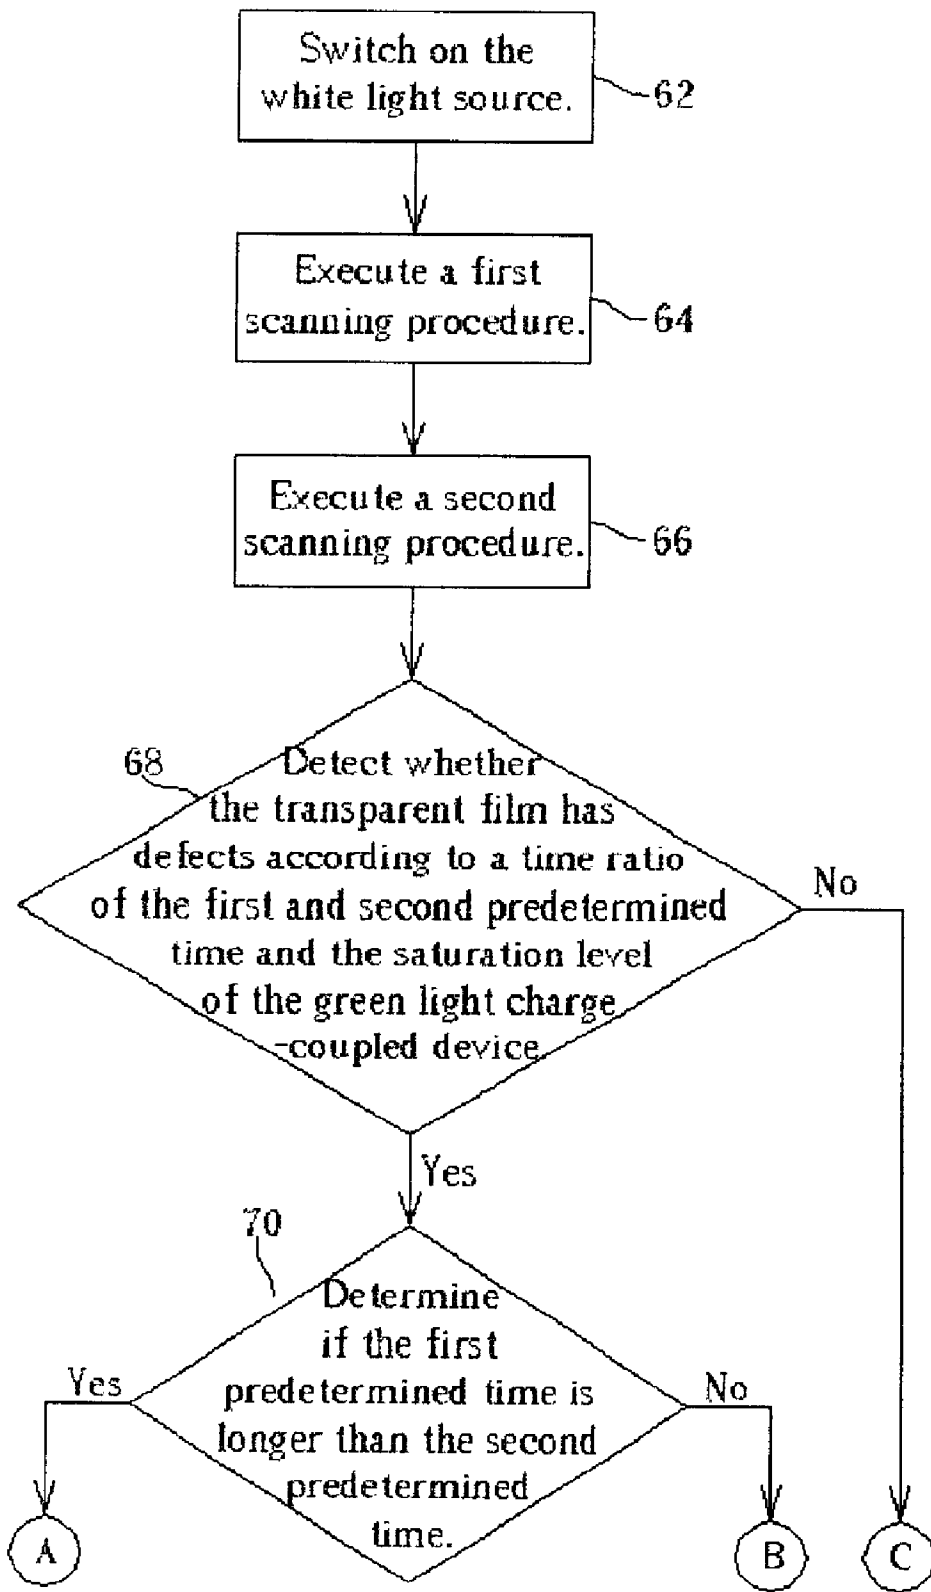 Switch on the
white light source.
62
Execute a first
scanning procedure.
64
Execute a second
scanning procedure.
66
68
Detect whether
the transparent film has
defects according to a time ratio
of the first and second predetermined
time and the saturation level
of the green light charge
-coupled device
No
Yes
70
Determine
if the first
predetermined time is
longer than the second
predetermined
time.
Yes
No
A
B
C